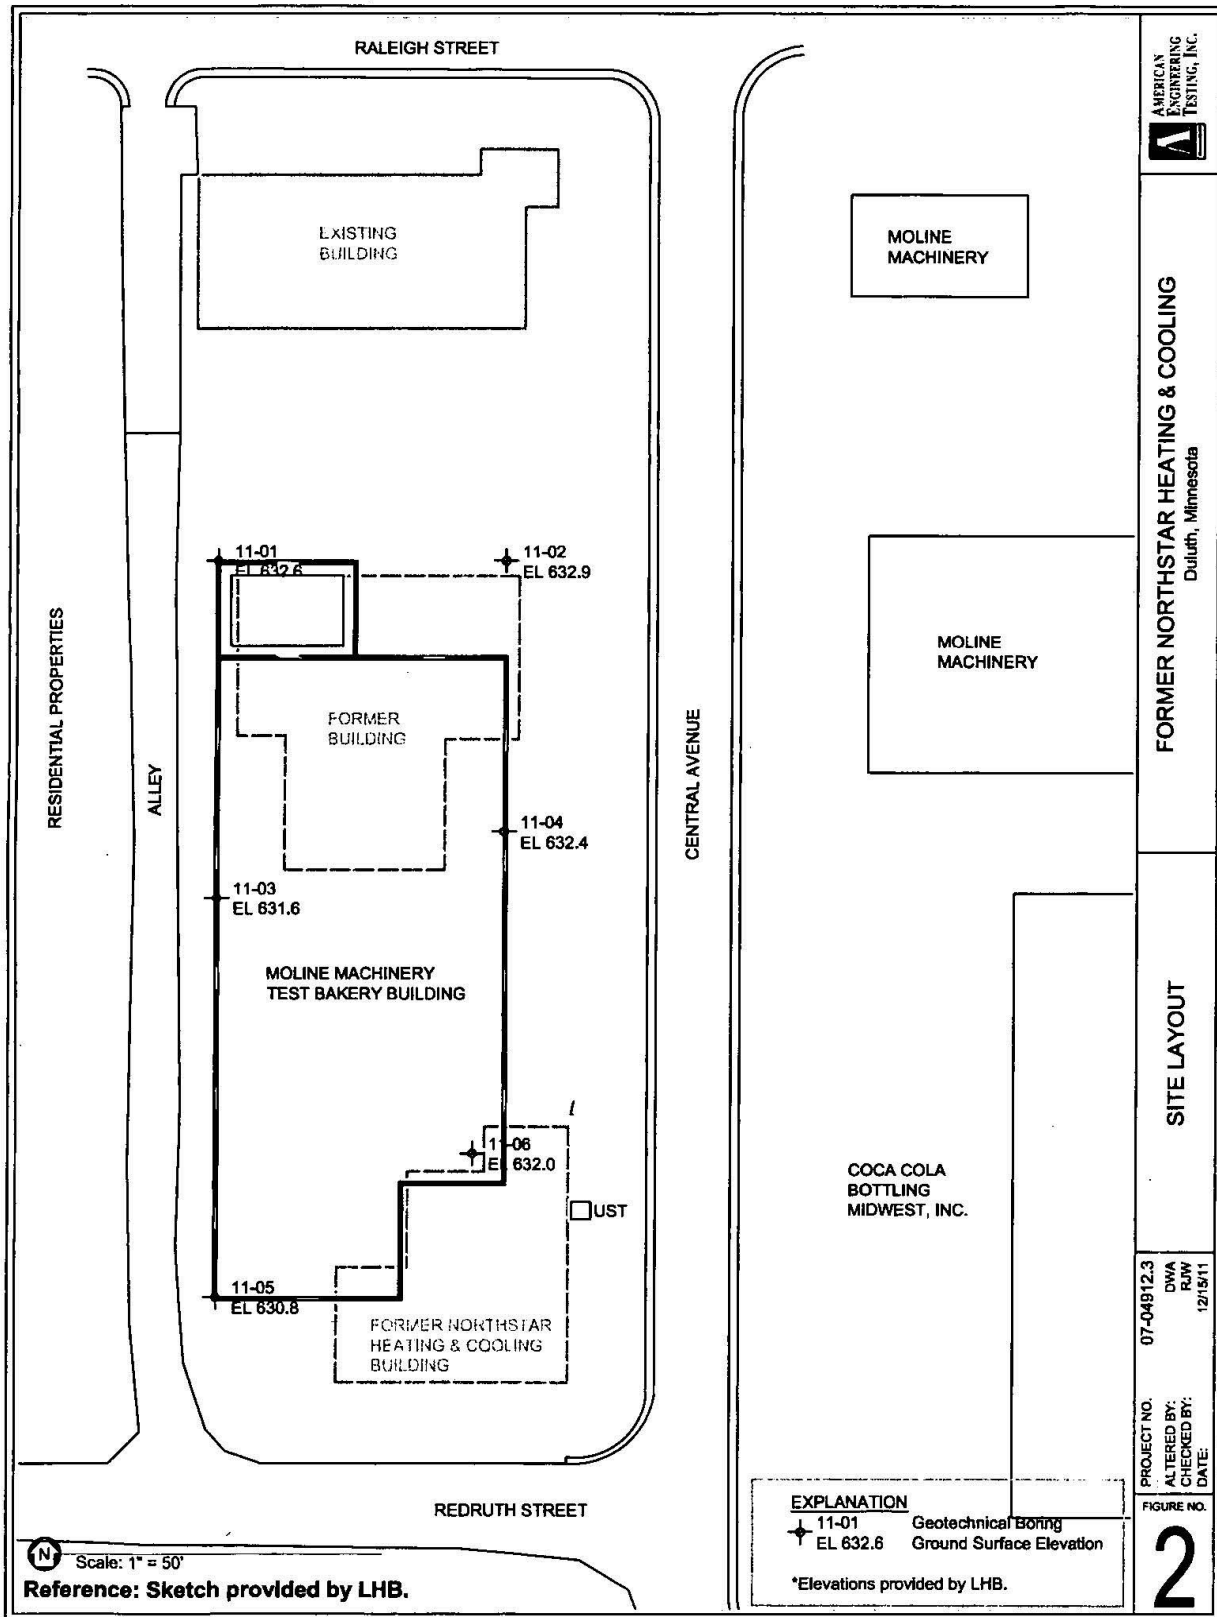 RALEIGH STREET
AMERICAN
ENGINEERING
TESTING, INC.
EXISTING
BUILDING
MOLINE
MACHINERY
FORMER NORTHSTAR HEATING & COOLING
Duluth, Minnesota
11-01
EL 632.6
11-02
EL 632.9
RESIDENTIAL PROPERTIES
ALLEY
FORMER
BUILDING
CENTRAL AVENUE
MOLINE
MACHINERY
11-04
EL 632.4
11-03
EL 631.6
MOLINE MACHINERY
TEST BAKERY BUILDING
SITE LAYOUT
11-06
EL 632.0
UST
COCA COLA
BOTTLING
MIDWEST, INC.
11-05
EL 630.8
FORMER NORTHSTAR
HEATING & COOLING
BUILDING
PROJECT NO. 07-04912.3
ALTERED BY: DWA
CHECKED BY: RJW
DATE: 12/15/11
REDRUTH STREET
EXPLANATION
11-01 Geotechnical Boring
EL 632.6 Ground Surface Elevation
*Elevations provided by LHB.
FIGURE NO.
2
N
Scale: 1" = 50'
Reference: Sketch provided by LHB.